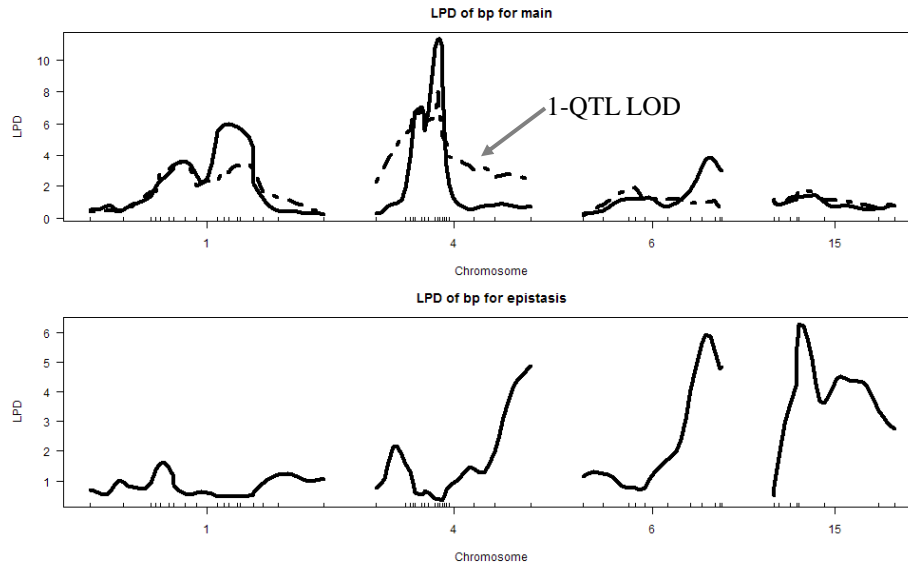 LPD of bp for main
LPD
10
8
6
4
2
0
1-QTL LOD
1 4 6 15
Chromosome
LPD of bp for epistasis
LPD
6
5
4
3
2
1
1 4 6 15
Chromosome